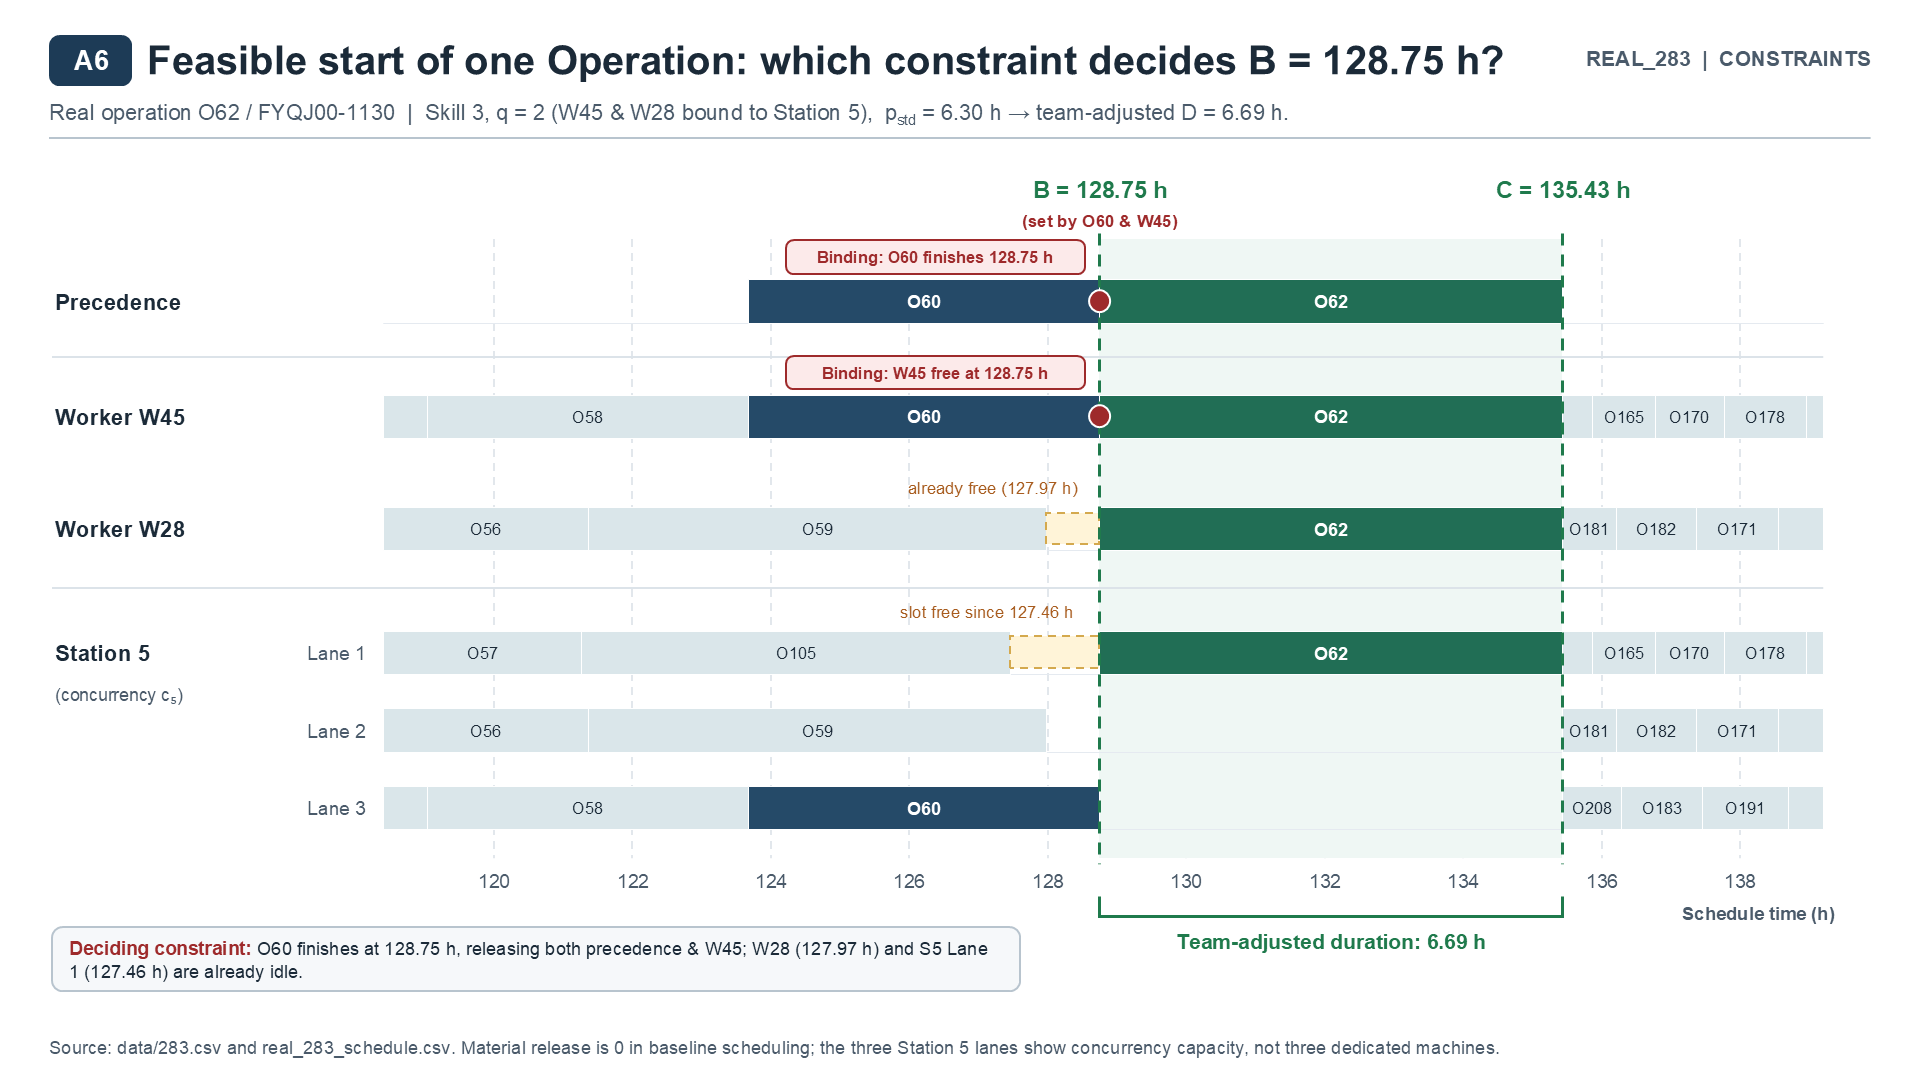 A6
Feasible start of one Operation: which constraint decides B = 128.75 h?
REAL_283 | CONSTRAINTS
Real operation O62 / FYQJ00-1130 | Skill 3, q = 2 (W45 & W28 bound to Station 5), pstd = 6.30 h → team-adjusted D = 6.69 h.
B = 128.75 h
C = 135.43 h
(set by O60 & W45)
Binding: O60 finishes 128.75 h
Precedence
O60
O62
Binding: W45 free at 128.75 h
Worker W45
O58
O60
O62
O165
O170
O178
already free (127.97 h)
Worker W28
O56
O59
O62
O181
O182
O171
slot free since 127.46 h
Station 5
Lane 1
O57
O105
O62
O165
O170
O178
(concurrency c₅)
Lane 2
O56
O59
O181
O182
O171
Lane 3
O58
O60
O208
O183
O191
120
122
124
126
128
130
132
134
136
138
Schedule time (h)
Team-adjusted duration: 6.69 h
Deciding constraint: O60 finishes at 128.75 h, releasing both precedence & W45; W28 (127.97 h) and S5 Lane
1 (127.46 h) are already idle.
Source: data/283.csv and real_283_schedule.csv. Material release is 0 in baseline scheduling; the three Station 5 lanes show concurrency capacity, not three dedicated machines.